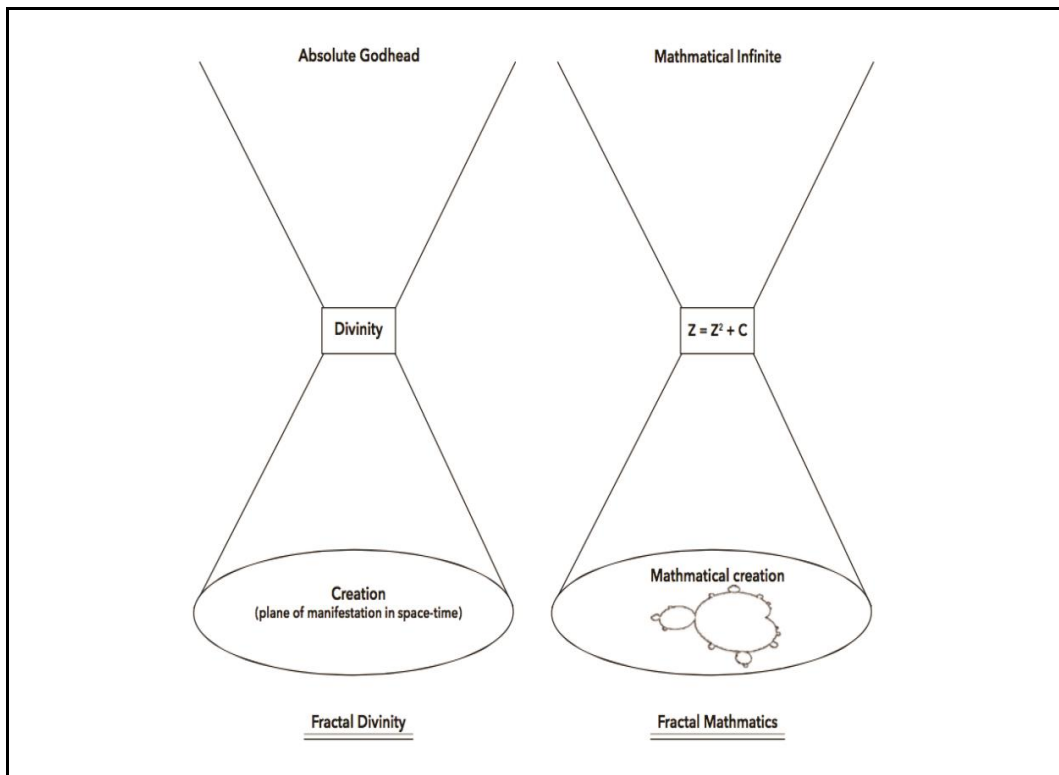 Absolute Godhead
Mathmatical Infinite
Divinity
Z = Z² + C
Creation
(plane of manifestation in space-time)
Mathmatical creation
Fractal Divinity
Fractal Mathmatics